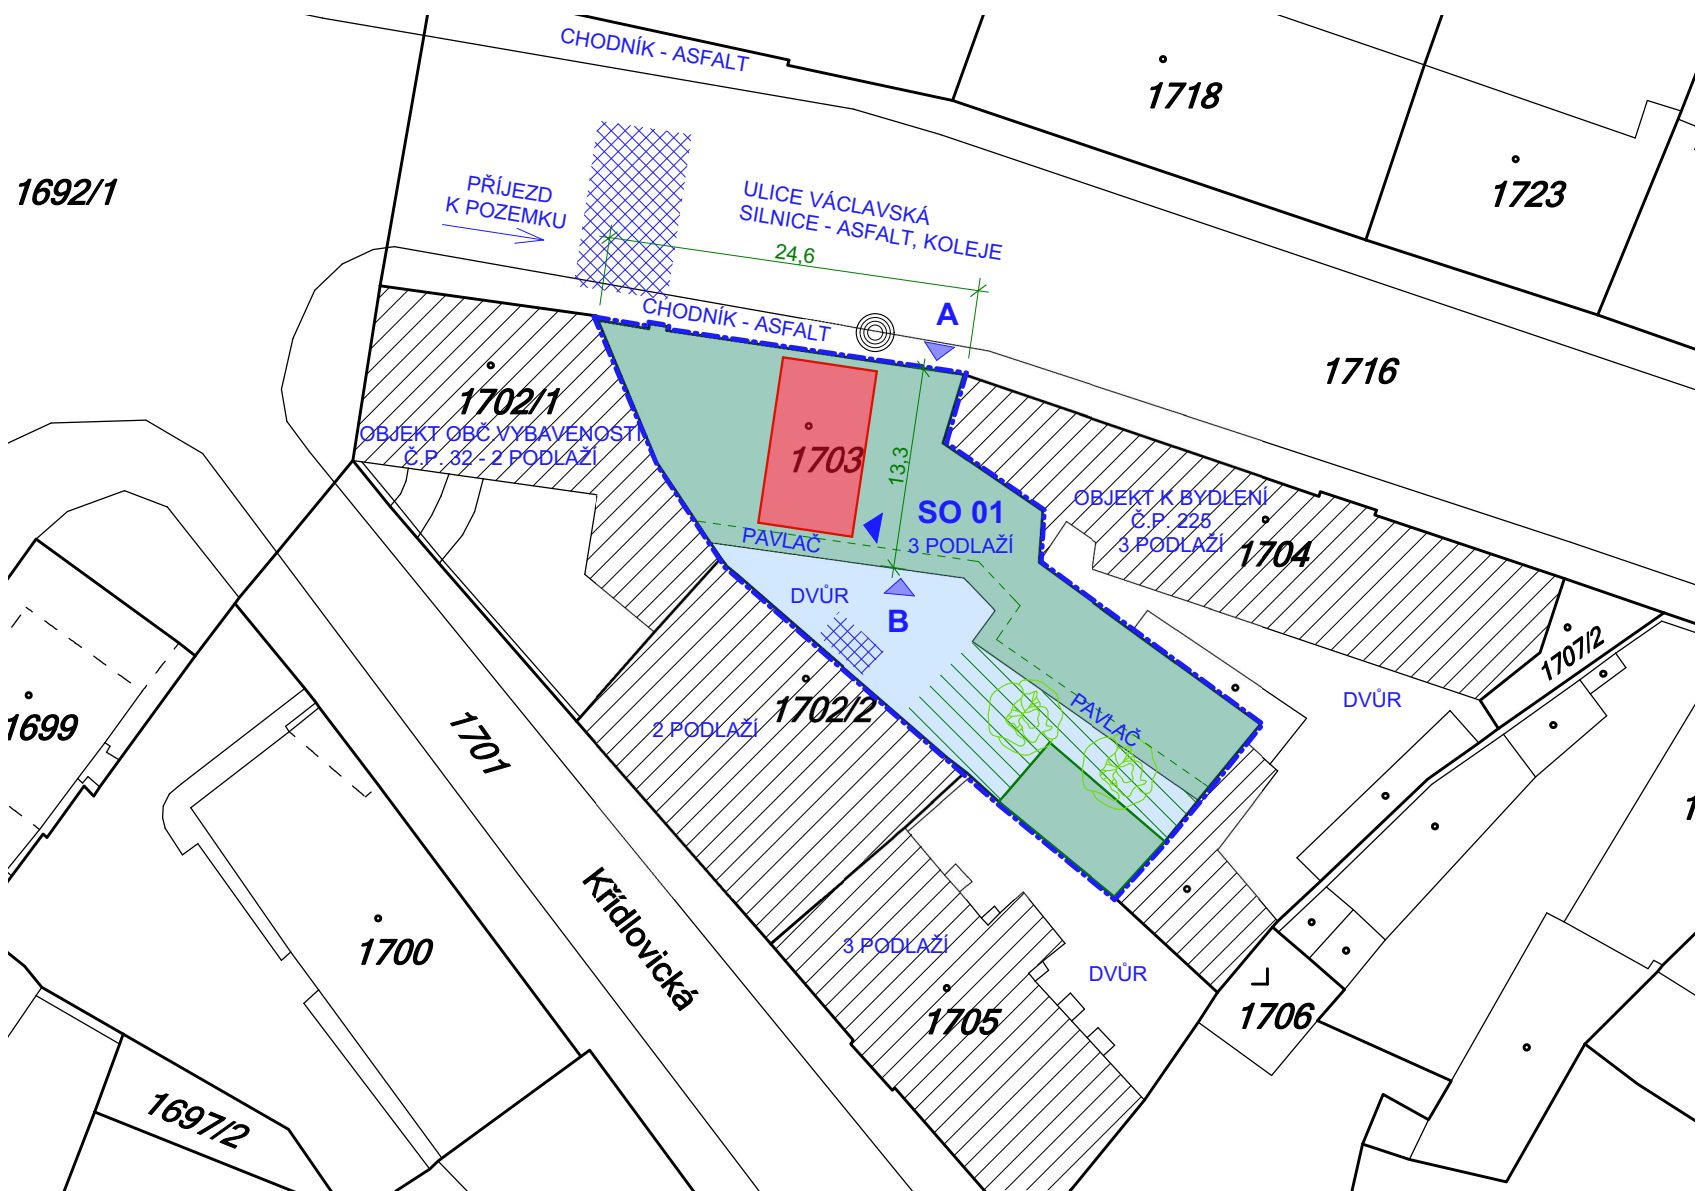 CHODNÍK - ASFALT
1718
1692/1
PŘÍJEZD
K POZEMKU
ULICE VÁCLAVSKÁ
SILNICE - ASFALT, KOLEJE
1723
24,6
CHODNÍK - ASFALT
A
1716
1702/1
OBJEKT OBČ VYBAVENOSTI
Č.P. 32 - 2 PODLAŽÍ
1703
13,3
SO 01
3 PODLAŽÍ
PAVLAČ
OBJEKT K BYDLENÍ
Č.P. 225
3 PODLAŽÍ
1704
DVŮR
B
1707/2
1699
1701
1702/2
2 PODLAŽÍ
PAVLAČ
DVŮR
Křídlovická
1700
3 PODLAŽÍ
DVŮR
1705
1706
1697/2